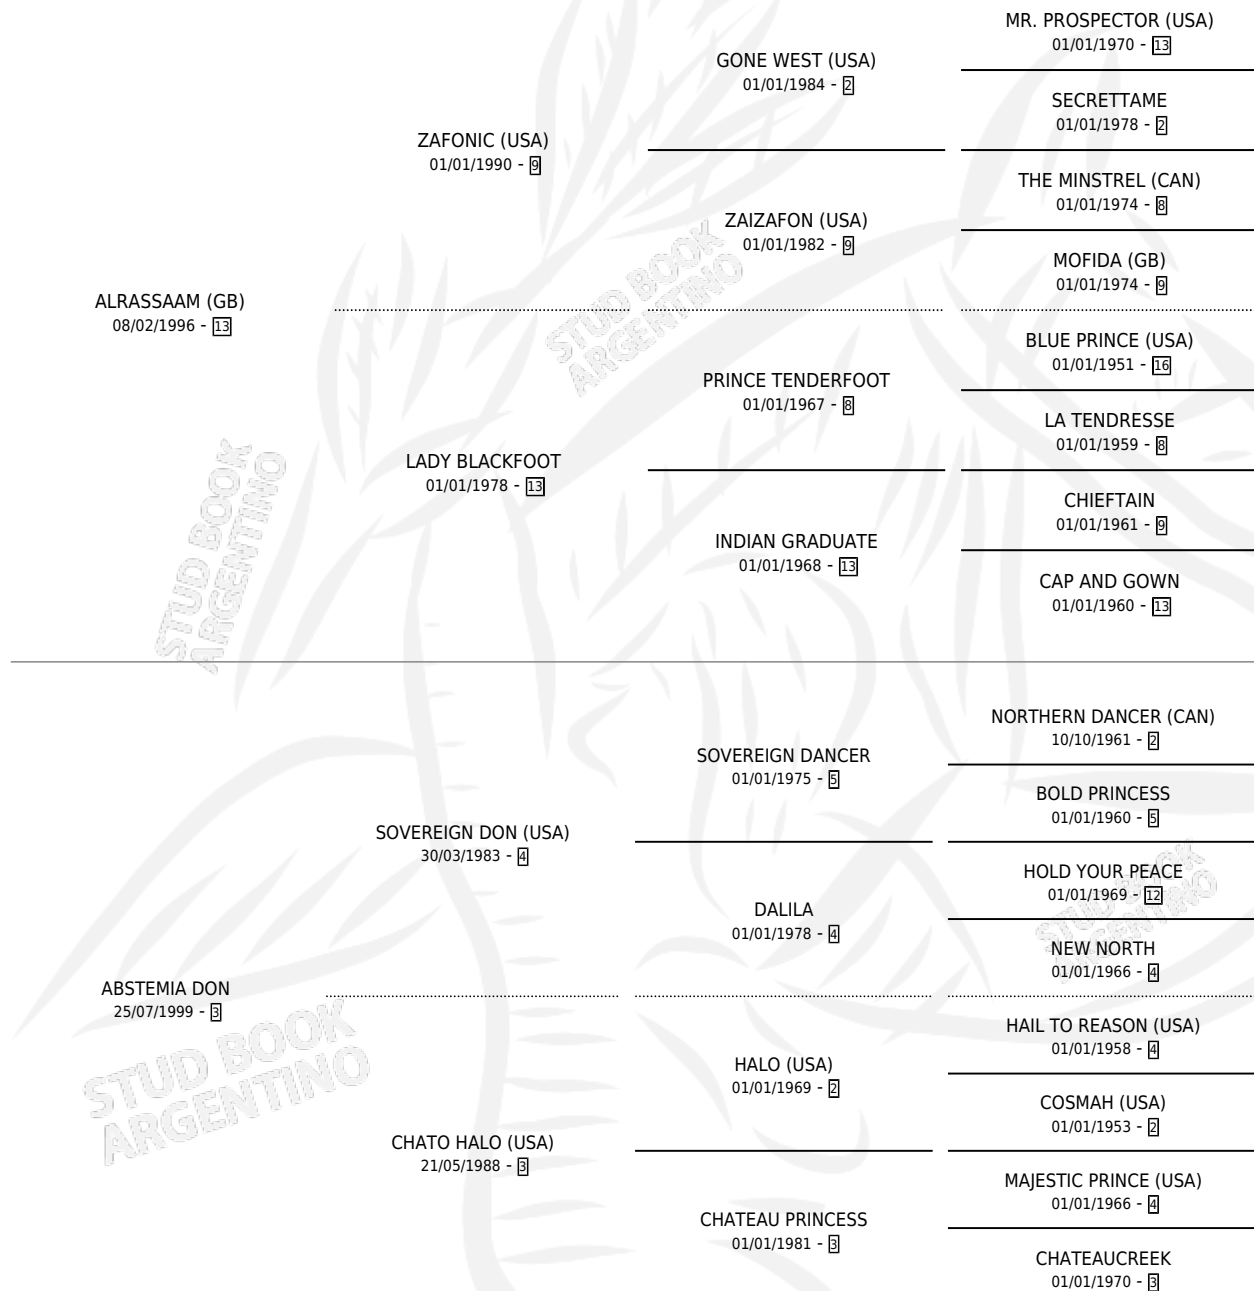 MR. PROSPECTOR (USA)
01/01/1970 - 13
GONE WEST (USA)
01/01/1984 - 2
SECRETTAME
01/01/1978 - 2
ZAFONIC (USA)
01/01/1990 - 9
THE MINSTREL (CAN)
01/01/1974 - 8
ZAIZAFON (USA)
01/01/1982 - 9
MOFIDA (GB)
01/01/1974 - 9
ALRASSAAM (GB)
08/02/1996 - 13
STUD BOOK
ARGENTINO
BLUE PRINCE (USA)
01/01/1951 - 16
PRINCE TENDERFOOT
01/01/1967 - 8
LA TENDRESSE
01/01/1959 - 8
LADY BLACKFOOT
01/01/1978 - 13
CHIEFTAIN
01/01/1961 - 9
INDIAN GRADUATE
01/01/1968 - 13
CAP AND GOWN
01/01/1960 - 13
STUD BOOK
ARGENTINO
NORTHERN DANCER (CAN)
10/10/1961 - 2
SOVEREIGN DANCER
01/01/1975 - 5
BOLD PRINCESS
01/01/1960 - 5
SOVEREIGN DON (USA)
30/03/1983 - 4
HOLD YOUR PEACE
01/01/1969 - 12
STUD BOOK
ARGENTINO
DALILA
01/01/1978 - 4
NEW NORTH
01/01/1966 - 4
ABSTEMIA DON
25/07/1999 - 3
STUD BOOK
ARGENTINO
HAIL TO REASON (USA)
01/01/1958 - 4
HALO (USA)
01/01/1969 - 2
COSMAH (USA)
01/01/1953 - 2
CHATO HALO (USA)
21/05/1988 - 3
MAJESTIC PRINCE (USA)
01/01/1966 - 4
CHATEAU PRINCESS
01/01/1981 - 3
CHATEAUCREEK
01/01/1970 - 3